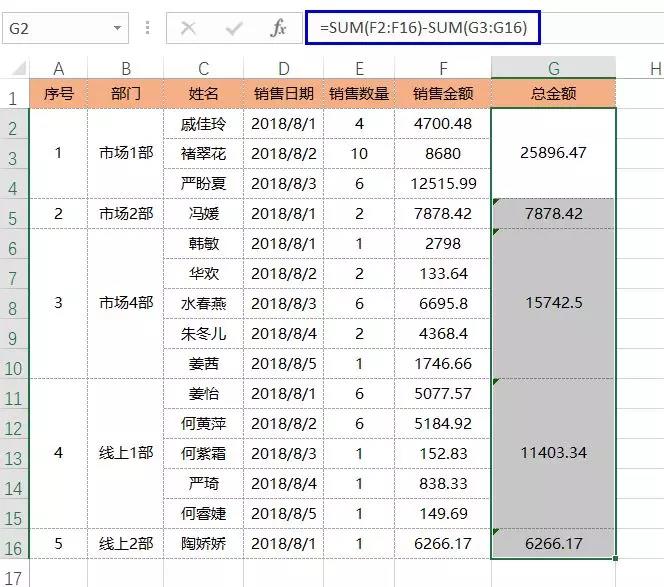 G2 fx =SUM(F2:F16)-SUM(G3:G16)
A B C D E F G H
1 序号 部门 姓名 销售日期 销售数量 销售金额 总金额
2 戚佳玲 2018/8/1 4 4700.48
3 1 市场1部 褚翠花 2018/8/2 10 8680 25896.47
4 严盼夏 2018/8/3 6 12515.99
5 2 市场2部 冯媛 2018/8/1 2 7878.42 7878.42
6 韩敏 2018/8/1 1 2798
7 华欢 2018/8/2 2 133.64
8 3 市场4部 水春燕 2018/8/3 6 6695.8 15742.5
9 朱冬儿 2018/8/4 2 4368.4
10 姜茜 2018/8/5 1 1746.66
11 姜怡 2018/8/1 6 5077.57
12 何黄萍 2018/8/2 6 5184.92
13 4 线上1部 何紫霜 2018/8/3 1 152.83 11403.34
14 严琦 2018/8/4 1 838.33
15 何睿婕 2018/8/5 1 149.69
16 5 线上2部 陶娇娇 2018/8/1 1 6266.17 6266.17
17